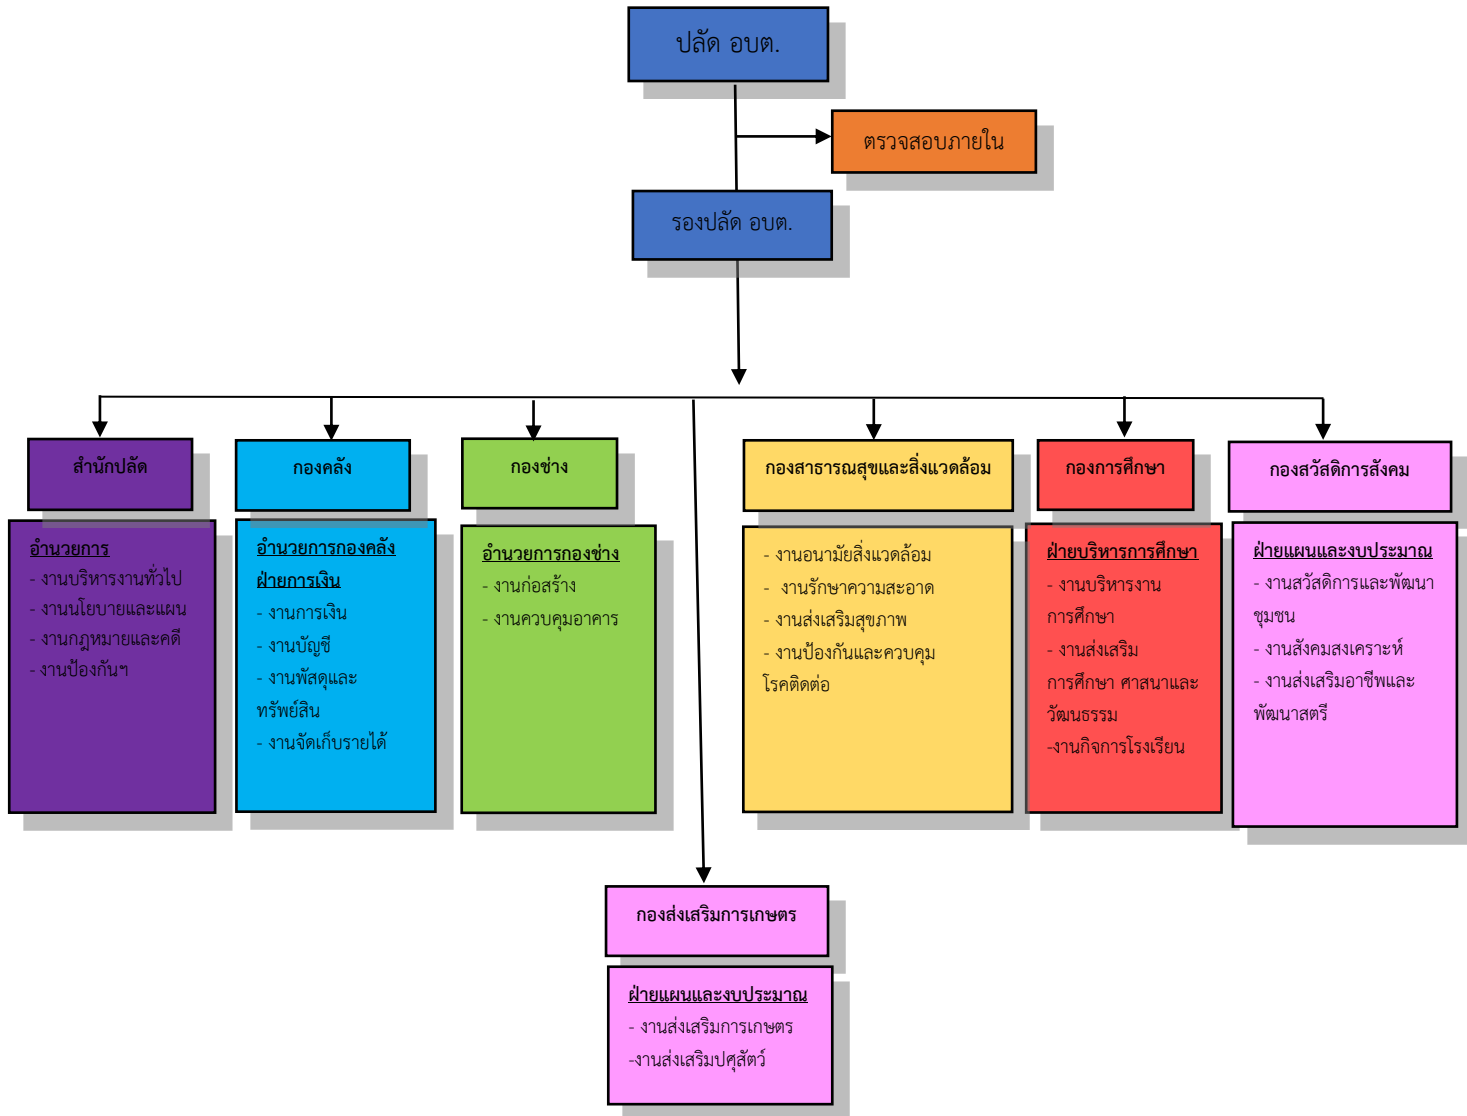 ปลัด อบต.
ตรวจสอบภายใน
รองปลัด อบต.
สำนักปลัด
อำนวยการ
- งานบริหารงานทั่วไป
- งานนโยบายและแผน
- งานกฎหมายและคดี
- งานป้องกันฯ
กองคลัง
อำนวยการกองคลัง
ฝ่ายการเงิน
- งานการเงิน
- งานบัญชี
- งานพัสดุและ
ทรัพย์สิน
- งานจัดเก็บรายได้
กองช่าง
อำนวยการกองช่าง
- งานก่อสร้าง
- งานควบคุมอาคาร
กองสาธารณสุขและสิ่งแวดล้อม
- งานอนามัยสิ่งแวดล้อม
- งานรักษาความสะอาด
- งานส่งเสริมสุขภาพ
- งานป้องกันและควบคุม
โรคติดต่อ
กองการศึกษา
ฝ่ายบริหารการศึกษา
- งานบริหารงาน
การศึกษา
- งานส่งเสริม
การศึกษา ศาสนาและ
วัฒนธรรม
-งานกิจการโรงเรียน
กองสวัสดิการสังคม
ฝ่ายแผนและงบประมาณ
- งานสวัสดิการและพัฒนา
ชุมชน
- งานสังคมสงเคราะห์
- งานส่งเสริมอาชีพและ
พัฒนาสตรี
กองส่งเสริมการเกษตร
ฝ่ายแผนและงบประมาณ
- งานส่งเสริมการเกษตร
-งานส่งเสริมปศุสัตว์